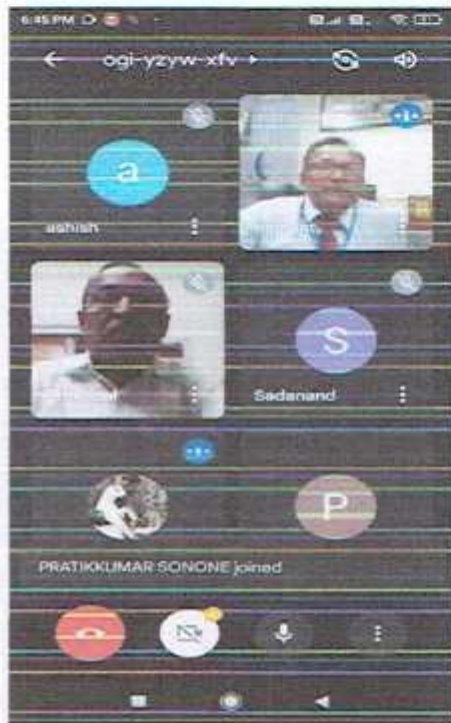 6:45 PM
ogi-yzyw-xfv
a
ashish
S
Sadanand
P
PRATIKKUMAR SONONE joined